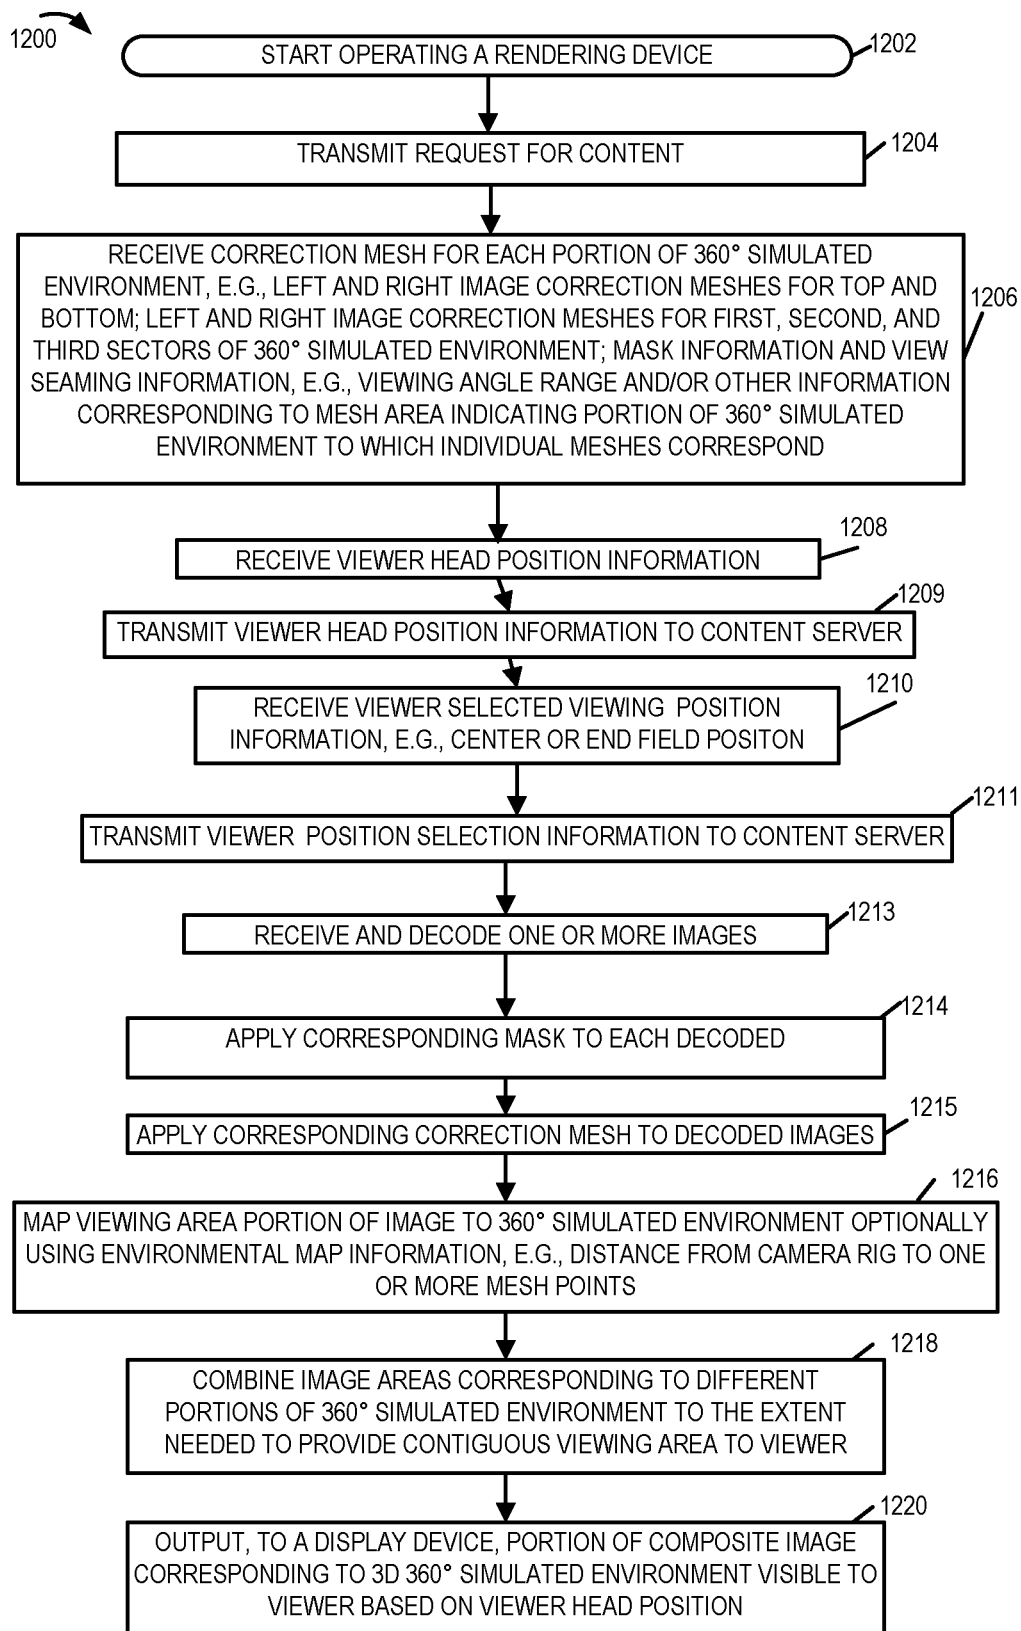 1200
START OPERATING A RENDERING DEVICE
1202
TRANSMIT REQUEST FOR CONTENT
1204
RECEIVE CORRECTION MESH FOR EACH PORTION OF 360° SIMULATED
ENVIRONMENT, E.G., LEFT AND RIGHT IMAGE CORRECTION MESHES FOR TOP AND
BOTTOM; LEFT AND RIGHT IMAGE CORRECTION MESHES FOR FIRST, SECOND, AND
THIRD SECTORS OF 360° SIMULATED ENVIRONMENT; MASK INFORMATION AND VIEW
SEAMING INFORMATION, E.G., VIEWING ANGLE RANGE AND/OR OTHER INFORMATION
CORRESPONDING TO MESH AREA INDICATING PORTION OF 360° SIMULATED
ENVIRONMENT TO WHICH INDIVIDUAL MESHES CORRESPOND
1206
RECEIVE VIEWER HEAD POSITION INFORMATION
1208
TRANSMIT VIEWER HEAD POSITION INFORMATION TO CONTENT SERVER
1209
RECEIVE VIEWER SELECTED VIEWING POSITION
INFORMATION, E.G., CENTER OR END FIELD POSITON
1210
TRANSMIT VIEWER POSITION SELECTION INFORMATION TO CONTENT SERVER
1211
RECEIVE AND DECODE ONE OR MORE IMAGES
1213
APPLY CORRESPONDING MASK TO EACH DECODED
1214
APPLY CORRESPONDING CORRECTION MESH TO DECODED IMAGES
1215
MAP VIEWING AREA PORTION OF IMAGE TO 360° SIMULATED ENVIRONMENT OPTIONALLY
USING ENVIRONMENTAL MAP INFORMATION, E.G., DISTANCE FROM CAMERA RIG TO ONE
OR MORE MESH POINTS
1216
COMBINE IMAGE AREAS CORRESPONDING TO DIFFERENT
PORTIONS OF 360° SIMULATED ENVIRONMENT TO THE EXTENT
NEEDED TO PROVIDE CONTIGUOUS VIEWING AREA TO VIEWER
1218
OUTPUT, TO A DISPLAY DEVICE, PORTION OF COMPOSITE IMAGE
CORRESPONDING TO 3D 360° SIMULATED ENVIRONMENT VISIBLE TO
VIEWER BASED ON VIEWER HEAD POSITION
1220